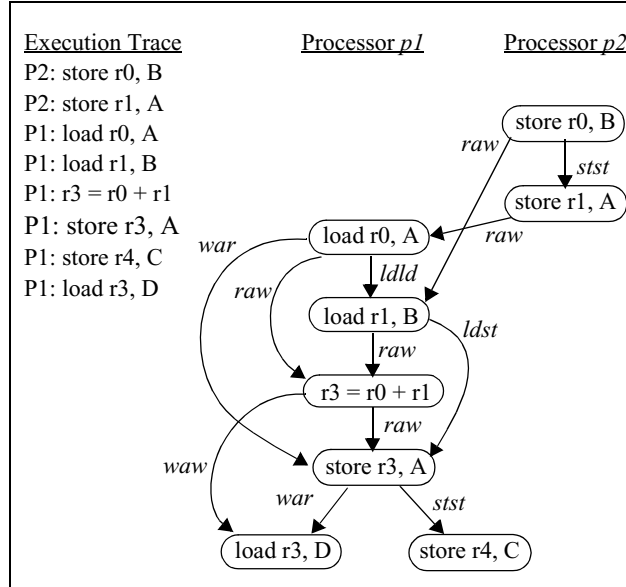 Execution Trace
P2: store r0, B
P2: store r1, A
P1: load r0, A
P1: load r1, B
P1: r3 = r0 + r1
P1: store r3, A
P1: store r4, C
P1: load r3, D
Processor p1
Processor p2
store r0, B
raw
stst
store r1, A
raw
load r0, A
war
ldld
raw
load r1, B
ldst
raw
r3 = r0 + r1
raw
waw
store r3, A
war
stst
load r3, D
store r4, C